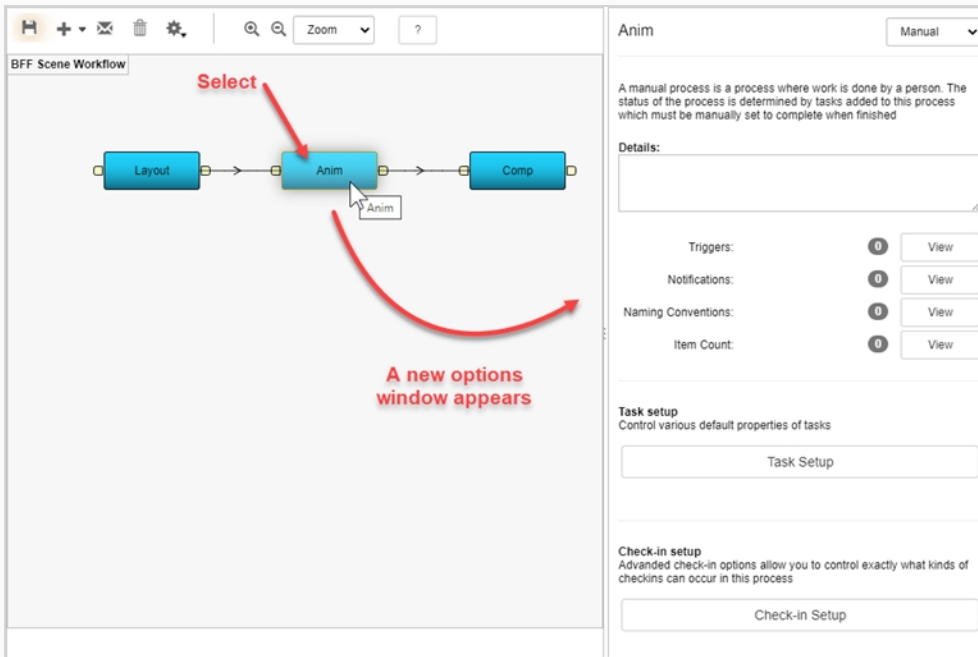 Zoom
?
BFF Scene Workflow
Select
Layout
Anim
Comp
Anim
A new options
window appears
Anim
Manual
A manual process is a process where work is done by a person. The
status of the process is determined by tasks added to this process
which must be manually set to complete when finished
Details:
Triggers: 0 View
Notifications: 0 View
Naming Conventions: 0 View
Item Count: 0 View
Task setup
Control various default properties of tasks
Task Setup
Check-in setup
Advanded check-in options allow you to control exactly what kinds of
checkins can occur in this process
Check-in Setup